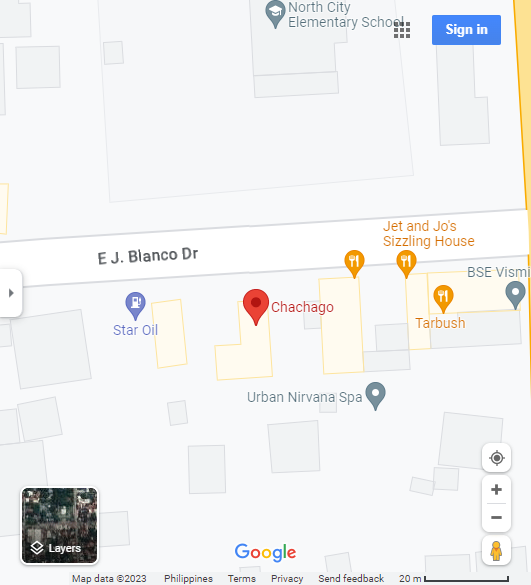 North City
Elementary School
Sign in
Jet and Jo's
Sizzling House
E J. Blanco Dr
BSE Vismi
Chachago
Star Oil
Tarbush
Urban Nirvana Spa
Layers
Google
Map data ©2023 Philippines Terms Privacy Send feedback 20 m